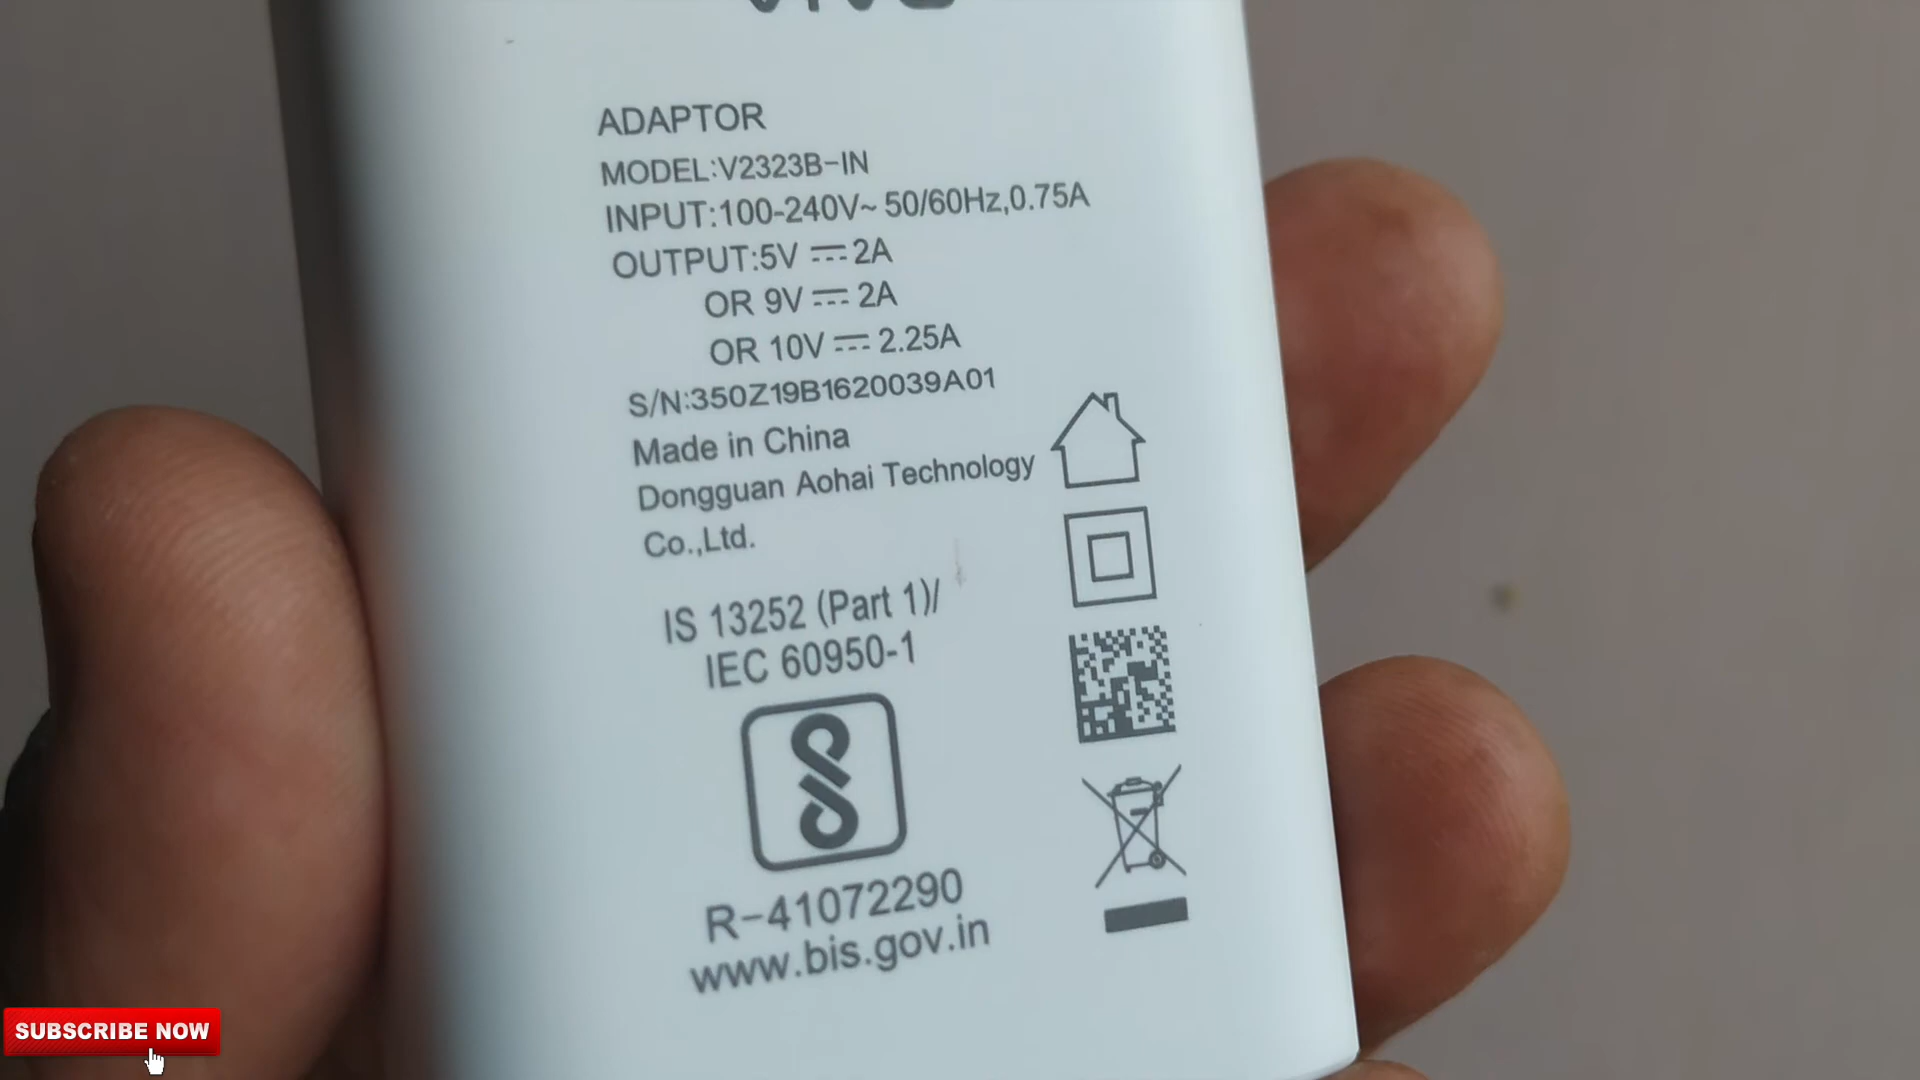 ADAPTOR
MODEL:V2323B-IN
INPUT:100-240V~ 50/60Hz,0.75A
OUTPUT:5V ⎓ 2A
OR 9V ⎓ 2A
OR 10V ⎓ 2.25A
S/N:350Z19B1620039A01
Made in China
Dongguan Aohai Technology
Co.,Ltd.
IS 13252 (Part 1)/
IEC 60950-1
R-41072290
www.bis.gov.in
SUBSCRIBE NOW